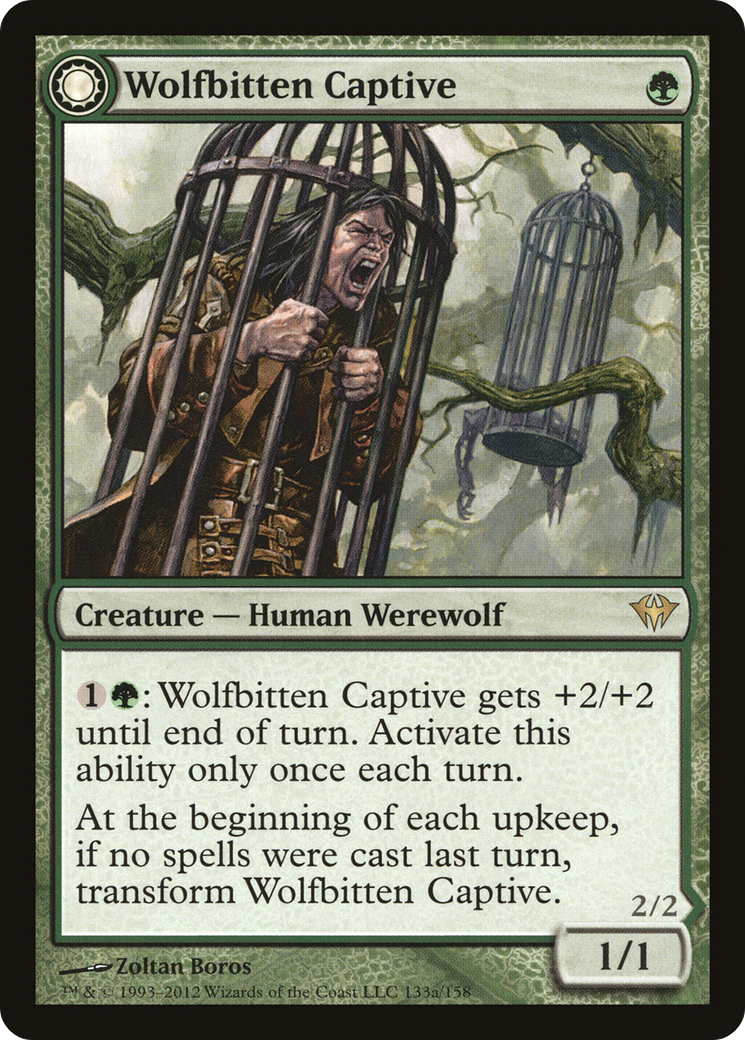 Wolfbitten Captive
Creature — Human Werewolf
1: Wolfbitten Captive gets +2/+2
until end of turn. Activate this
ability only once each turn.
At the beginning of each upkeep,
if no spells were cast last turn,
transform Wolfbitten Captive.
2/2
1/1
Zoltan Boros
™ & © 1993–2012 Wizards of the Coast LLC 133a/158